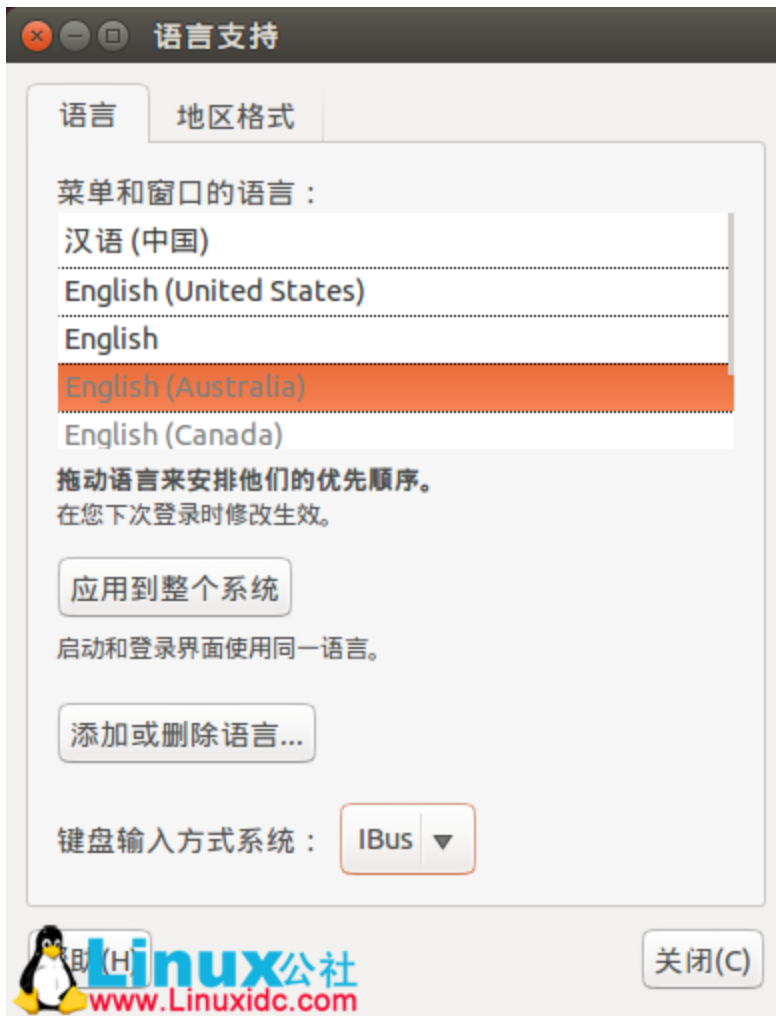 语言支持
语言 地区格式
菜单和窗口的语言：
汉语 (中国)
English (United States)
English
English (Australia)
English (Canada)
拖动语言来安排他们的优先顺序。
在您下次登录时修改生效。
应用到整个系统
启动和登录界面使用同一语言。
添加或删除语言...
键盘输入方式系统： IBus
助(H) 关闭(C)
Linux公社
www.Linuxidc.com